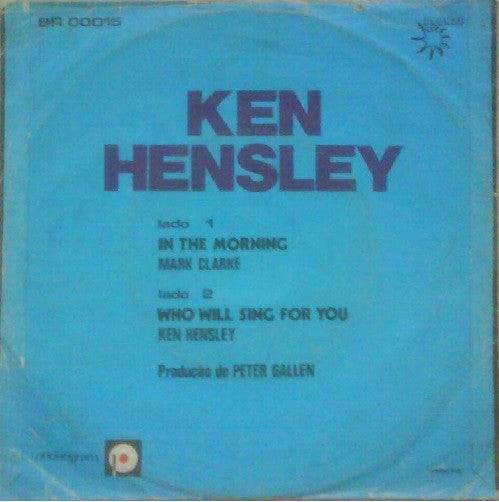 BR 00015
BRONZE
KEN
HENSLEY
lado 1
IN THE MORNING
MARK CLARKE
lado 2
WHO WILL SING FOR YOU
KEN HENSLEY
Produção de PETER GALLEN
phonogram